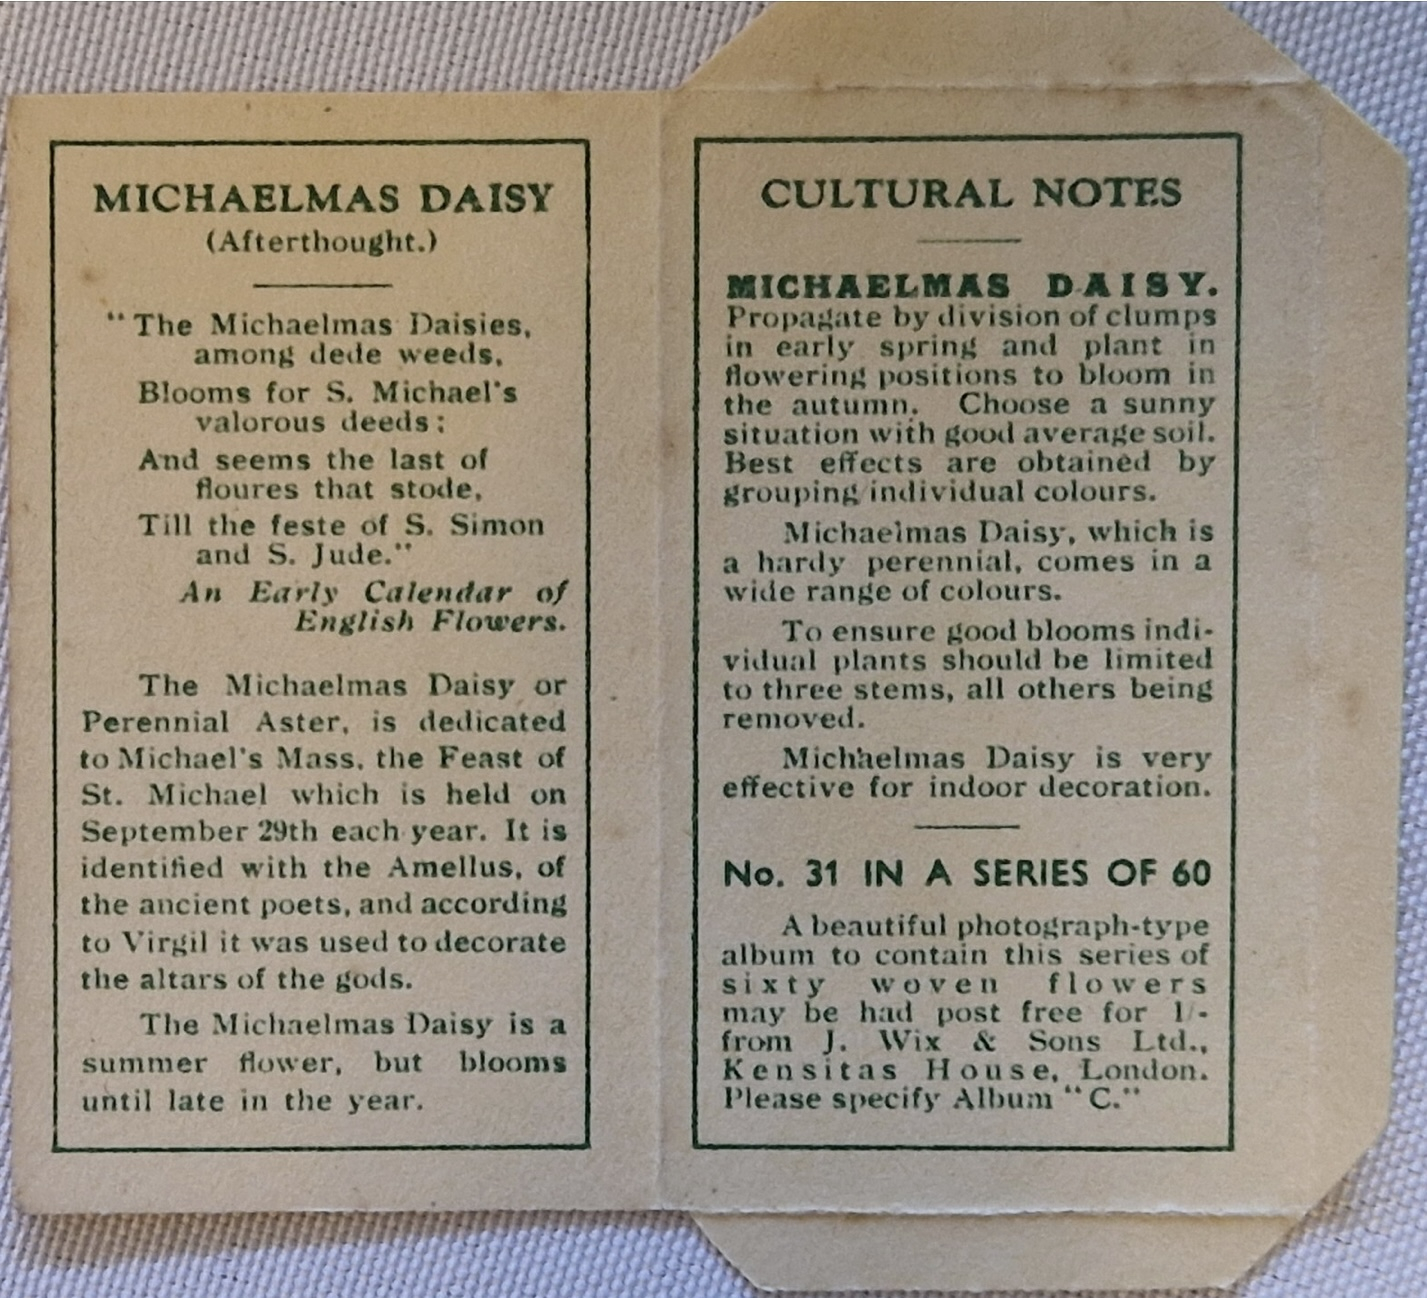 MICHAELMAS DAISY
(Afterthought.)
“The Michaelmas Daisies,
among dede weeds,
Blooms for S. Michael's
valorous deeds;
And seems the last of
floures that stode,
Till the feste of S. Simon
and S. Jude.”
An Early Calendar of
English Flowers.
The Michaelmas Daisy or
Perennial Aster, is dedicated
to Michael's Mass, the Feast of
St. Michael which is held on
September 29th each year. It is
identified with the Amellus, of
the ancient poets, and according
to Virgil it was used to decorate
the altars of the gods.
The Michaelmas Daisy is a
summer flower, but blooms
until late in the year.
CULTURAL NOTES
MICHAELMAS DAISY.
Propagate by division of clumps
in early spring and plant in
flowering positions to bloom in
the autumn. Choose a sunny
situation with good average soil.
Best effects are obtained by
grouping individual colours.
Michaelmas Daisy, which is
a hardy perennial, comes in a
wide range of colours.
To ensure good blooms indi-
vidual plants should be limited
to three stems, all others being
removed.
Michaelmas Daisy is very
effective for indoor decoration.
No. 31 IN A SERIES OF 60
A beautiful photograph-type
album to contain this series of
sixty woven flowers
may be had post free for 1/-
from J. Wix & Sons Ltd.,
Kensitas House, London.
Please specify Album “C.”